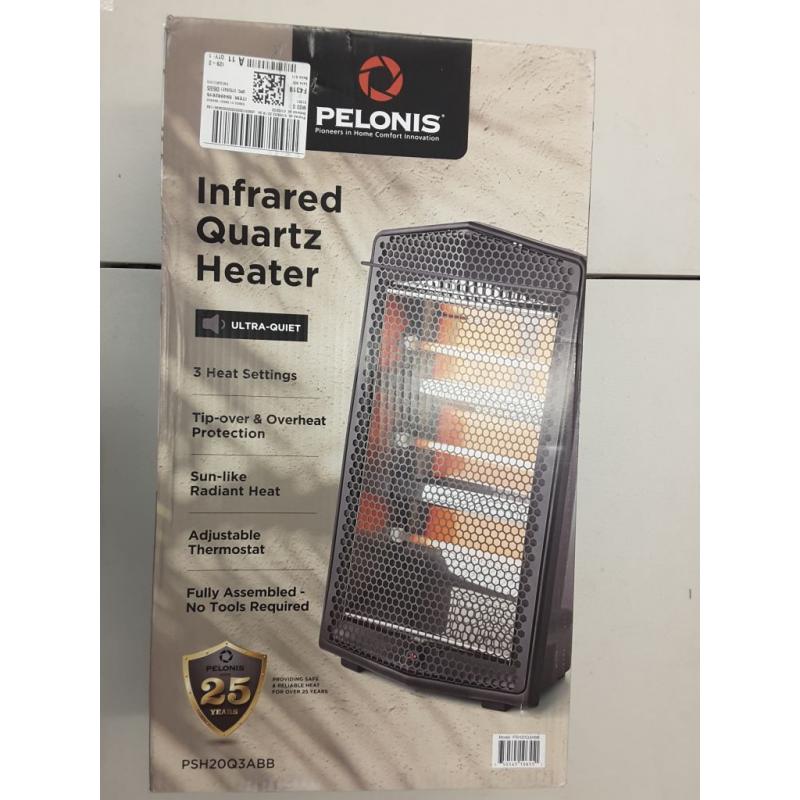 PELONIS
Pioneers in Home Comfort Innovation
Infrared
Quartz
Heater
ULTRA-QUIET
3 Heat Settings
Tip-over & Overheat
Protection
Sun-like
Radiant Heat
Adjustable
Thermostat
Fully Assembled -
No Tools Required
PELONIS
25
YEARS
PROVIDING SAFE
& RELIABLE HEAT
FOR OVER 25 YEARS
PSH20Q3ABB
Model: PSH20Q3ABB